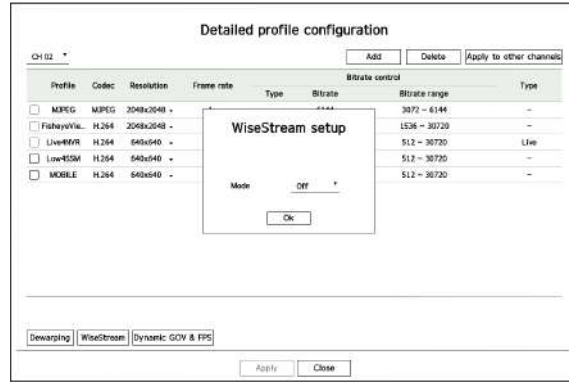 Detailed profile configuration
CH 02 Add Delete Apply to other channels
Profile Codec Resolution Frame rate Bitrate control Type
Type Bitrate Bitrate range
MJPEG MJPEG 2048x2048 6144 3072 ~ 6144 -
FisheyeVie... H.264 2048x2048 1536 ~ 30720 -
Live4NVR H.264 640x640 512 ~ 30720 Live
Low4SSM H.264 640x640 512 ~ 30720 -
MOBILE H.264 640x640 512 ~ 30720 -
WiseStream setup
Mode Off
Ok
Dewarping WiseStream Dynamic GOV & FPS
Apply Close